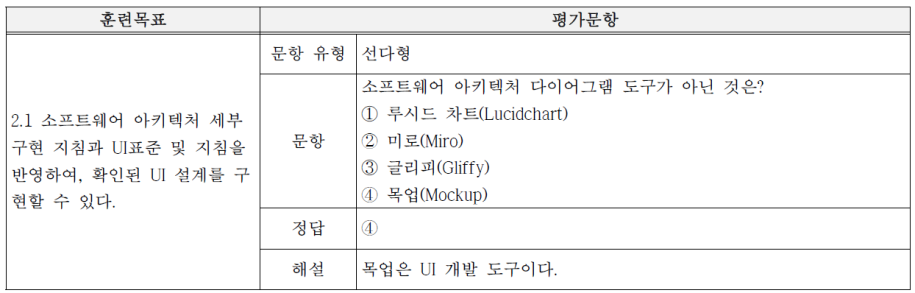 훈련목표
평가문항
2.1 소프트웨어 아키텍처 세부
구현 지침과 UI표준 및 지침을
반영하여, 확인된 UI 설계를 구
현할 수 있다.
문항 유형
선다형
문항
소프트웨어 아키텍처 다이어그램 도구가 아닌 것은?
① 루시드 차트(Lucidchart)
② 미로(Miro)
③ 글리피(Gliffy)
④ 목업(Mockup)
정답
④
해설
목업은 UI 개발 도구이다.